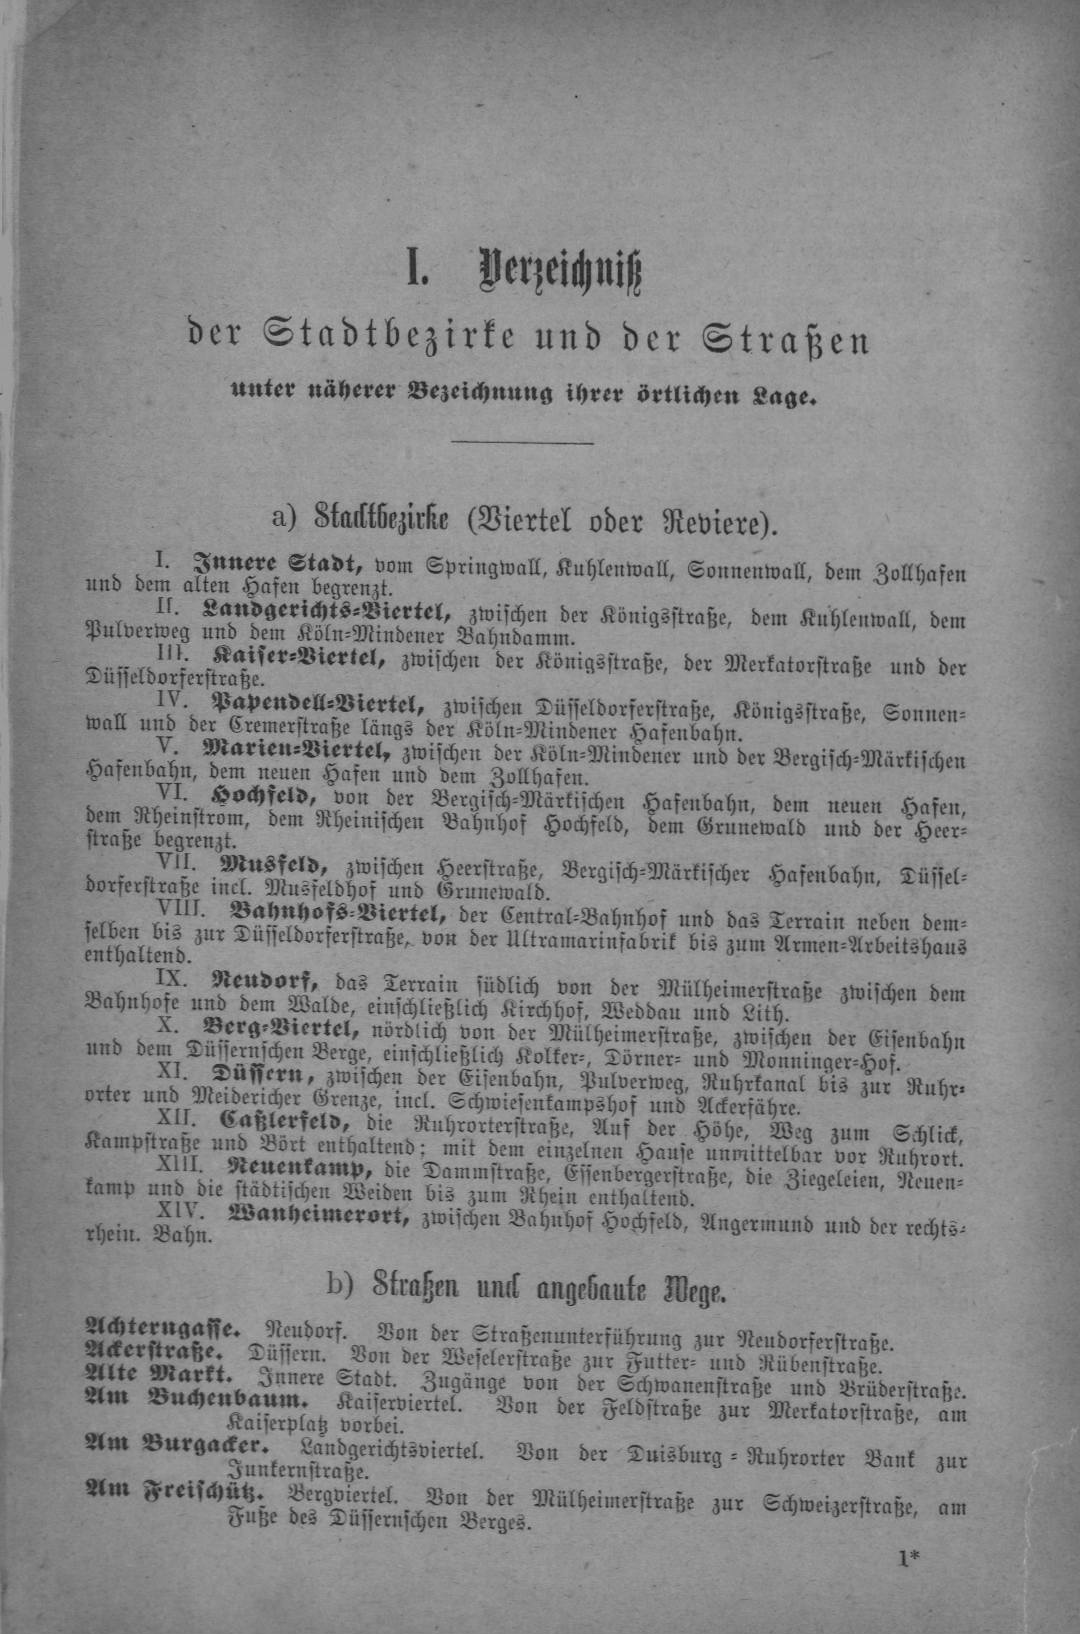 I. Verzeichniß
der Stadtbezirke und der Straßen
unter näherer Bezeichnung ihrer örtlichen Lage.
a) Stadtbezirke (Viertel oder Reviere).
I. Innere Stadt, vom Springwall, Kuhlenwall, Sonnenwall, dem Zollhafen
und dem alten Hafen begrenzt.
II. Landgerichts-Viertel, zwischen der Königsstraße, dem Kuhlenwall, dem
Pulverweg und dem Köln-Mindener Bahndamm.
III. Kaiser-Viertel, zwischen der Königsstraße, der Merkatorstraße und der
Düsseldorferstraße.
IV. Papendell-Viertel, zwischen Düsseldorferstraße, Königsstraße, Sonnen-
wall und der Cremerstraße längs der Köln-Mindener Hafenbahn.
V. Marien-Viertel, zwischen der Köln-Mindener und der Bergisch-Märkischen
Hafenbahn, dem neuen Hafen und dem Zollhafen.
VI. Hochfeld, von der Bergisch-Märkischen Hafenbahn, dem neuen Hafen,
dem Rheinstrom, dem Rheinischen Bahnhof Hochfeld, dem Grunewald und der Heer-
straße begrenzt.
VII. Musfeld, zwischen Heerstraße, Bergisch-Märkischer Hafenbahn, Düssel-
dorferstraße incl. Musfeldhof und Grunewald.
VIII. Bahnhofs-Viertel, der Central-Bahnhof und das Terrain neben dem-
selben bis zur Düsseldorferstraße, von der Ultramarinfabrik bis zum Armen-Arbeitshaus
enthaltend.
IX. Neudorf, das Terrain südlich von der Mülheimerstraße zwischen dem
Bahnhofe und dem Walde, einschließlich Kirchhof, Weddau und Lith.
X. Berg-Viertel, nördlich von der Mülheimerstraße, zwischen der Eisenbahn
und dem Düssernschen Berge, einschließlich Kolker-, Dörner- und Monninger-Hof.
XI. Düssern, zwischen der Eisenbahn, Pulverweg, Ruhrkanal bis zur Ruhr-
orter und Meidericher Grenze, incl. Schwiesenkampshof und Ackerfähre.
XII. Caßlerfeld, die Ruhrorterstraße, Auf der Höhe, Weg zum Schlick,
Kampstraße und Bört enthaltend; mit dem einzelnen Hause unmittelbar vor Ruhrort.
XIII. Neuenkamp, die Dammstraße, Essenbergerstraße, die Ziegeleien, Neuen-
kamp und die städtischen Weiden bis zum Rhein enthaltend.
XIV. Wanheimerort, zwischen Bahnhof Hochfeld, Angermund und der rechts-
rhein. Bahn.
b) Straßen und angebaute Wege.
Achterngasse. Neudorf. Von der Straßenunterführung zur Neudorferstraße.
Ackerstraße. Düssern. Von der Weselerstraße zur Futter- und Rübenstraße.
Alte Markt. Innere Stadt. Zugänge von der Schwanenstraße und Brüderstraße.
Am Buchenbaum. Kaiserviertel. Von der Feldstraße zur Merkatorstraße, am
Kaiserplatz vorbei.
Am Burgacker. Landgerichtsviertel. Von der Duisburg-Ruhrorter Bank zur
Junkernstraße.
Am Freischütz. Bergviertel. Von der Mülheimerstraße zur Schweizerstraße, am
Fuße des Düssernschen Berges.
1*